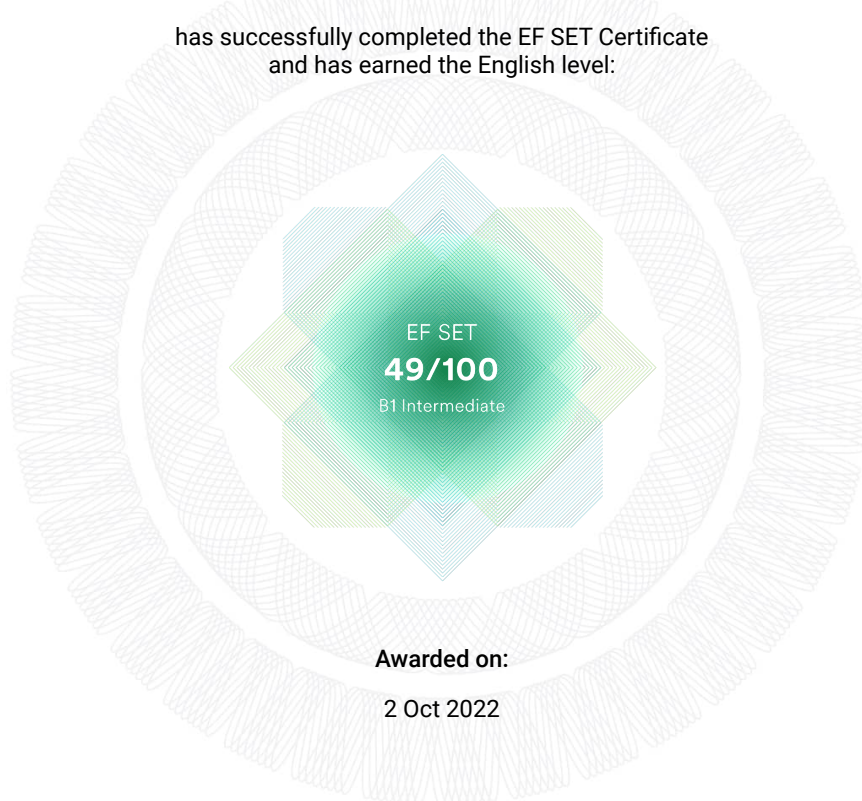 has successfully completed the EF SET Certificate
and has earned the English level:
EF SET
49/100
B1 Intermediate
Awarded on:
2 Oct 2022